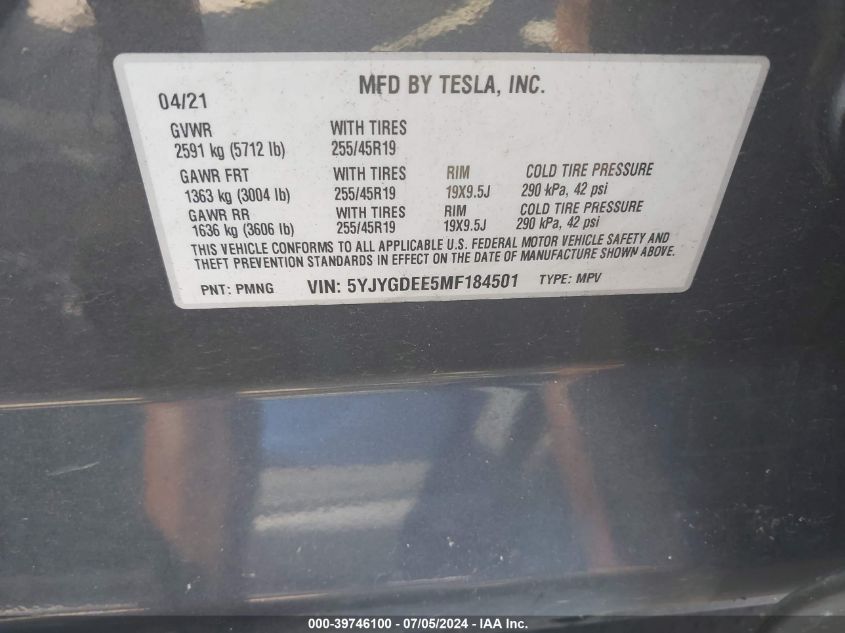 MFD BY TESLA, INC.
04/21
GVWR WITH TIRES
2591 kg (5712 lb) 255/45R19
GAWR FRT WITH TIRES RIM COLD TIRE PRESSURE
1363 kg (3004 lb) 255/45R19 19X9.5J 290 kPa, 42 psi
GAWR RR WITH TIRES RIM COLD TIRE PRESSURE
1636 kg (3606 lb) 255/45R19 19X9.5J 290 kPa, 42 psi
THIS VEHICLE CONFORMS TO ALL APPLICABLE U.S. FEDERAL MOTOR VEHICLE SAFETY AND
THEFT PREVENTION STANDARDS IN EFFECT ON THE DATE OF MANUFACTURE SHOWN ABOVE.
PNT: PMNG VIN: 5YJYGDEE5MF184501 TYPE: MPV
000-39746100 / 07/05/2024 - IAA Inc.